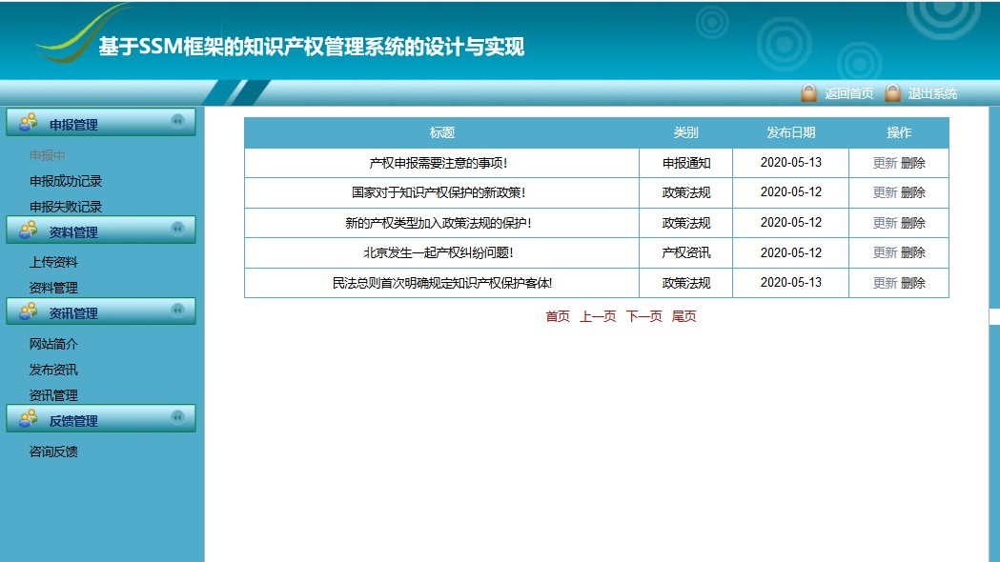 基于SSM框架的知识产权管理系统的设计与实现
返回首页 退出系统
申报管理
申报中
申报成功记录
申报失败记录
资料管理
上传资料
资料管理
资讯管理
网站简介
发布资讯
资讯管理
反馈管理
咨询反馈
标题 类别 发布日期 操作
产权申报需要注意的事项! 申报通知 2020-05-13 更新 删除
国家对于知识产权保护的新政策! 政策法规 2020-05-12 更新 删除
新的产权类型加入政策法规的保护! 政策法规 2020-05-12 更新 删除
北京发生一起产权纠纷问题! 产权资讯 2020-05-12 更新 删除
民法总则首次明确规定知识产权保护客体! 政策法规 2020-05-13 更新 删除
首页 上一页 下一页 尾页